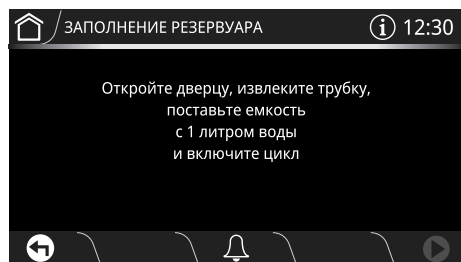 ЗАПОЛНЕНИЕ РЕЗЕРВУАРА
12:30
Откройте дверцу, извлеките трубку,
поставьте емкость
с 1 литром воды
и включите цикл